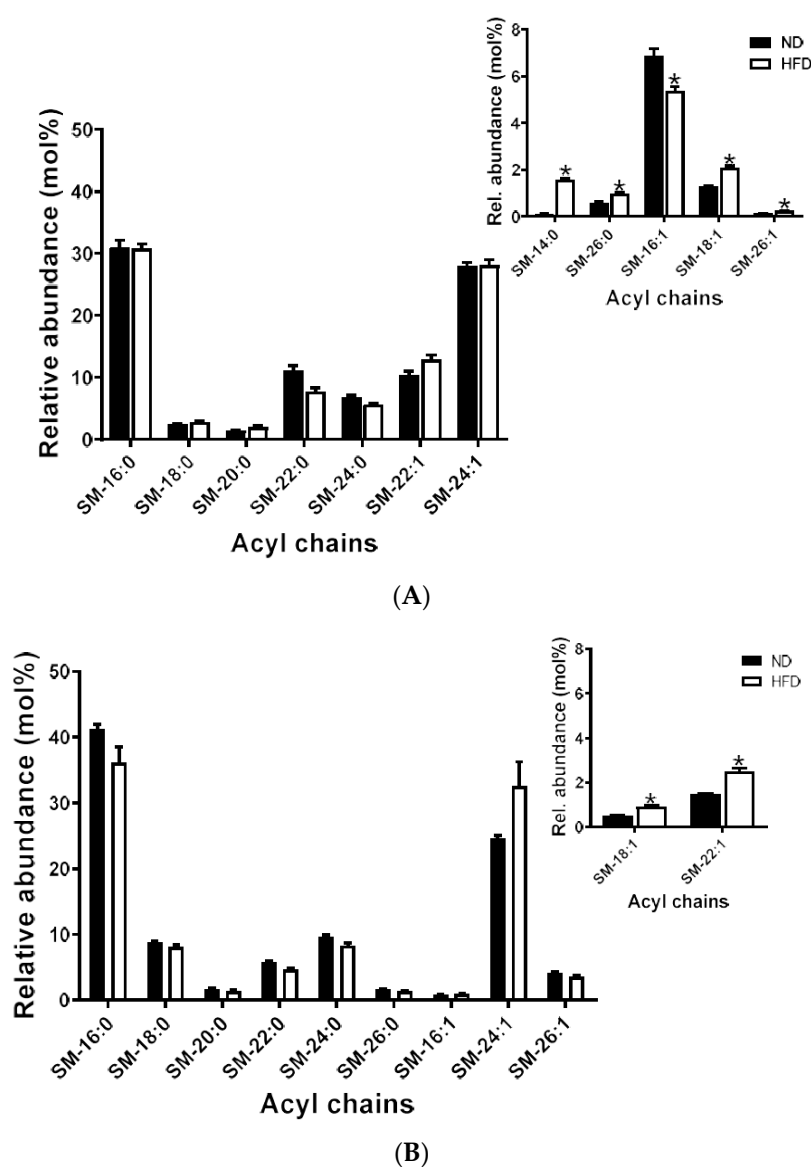 8
6
4
2
0
Rel. abundance (mol%)
ND
HFD
*
*
*
*
*
SM-14:0
SM-26:0
SM-16:1
SM-18:1
SM-26:1
Acyl chains
50
40
30
20
10
0
Relative abundance (mol%)
SM-16:0
SM-18:0
SM-20:0
SM-22:0
SM-24:0
SM-22:1
SM-24:1
Acyl chains
(A)
8
6
4
2
0
Rel. abundance (mol%)
ND
HFD
*
*
SM-18:1
SM-22:1
Acyl chains
50
40
30
20
10
0
Relative abundance (mol%)
SM-16:0
SM-18:0
SM-20:0
SM-22:0
SM-24:0
SM-26:0
SM-16:1
SM-24:1
SM-26:1
Acyl chains
(B)